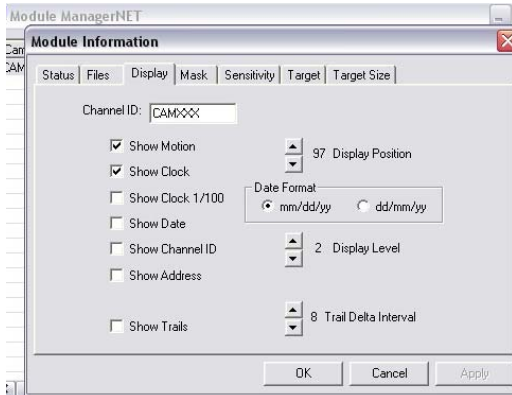 Module ManagerNET
Cam
CAM
Module Information
Status Files Display Mask Sensitivity Target Target Size
Channel ID: CAMXXX
Show Motion
97 Display Position
Show Clock
Show Clock 1/100
Date Format
mm/dd/yy dd/mm/yy
Show Date
Show Channel ID
2 Display Level
Show Address
Show Trails
8 Trail Delta Interval
OK Cancel Apply